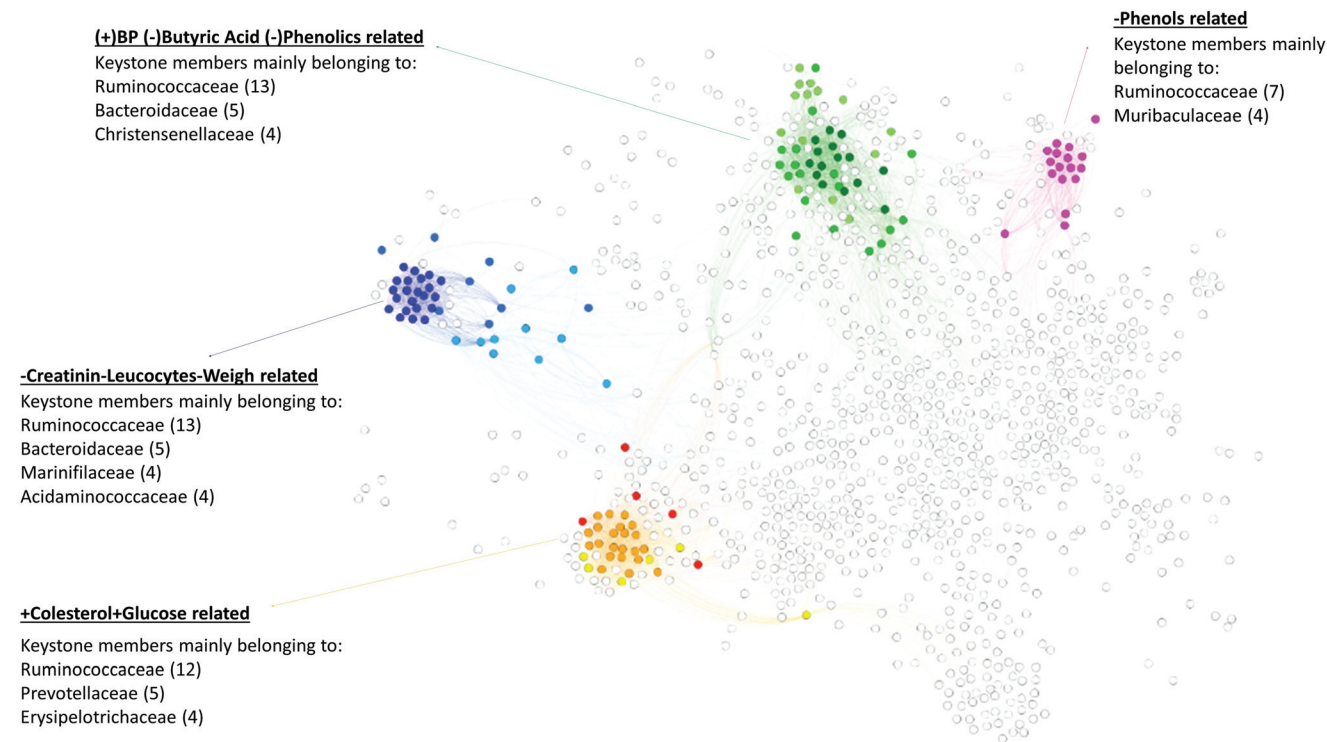 (+)BP (-)Butyric Acid (-)Phenolics related
Keystone members mainly belonging to:
Ruminococcaceae (13)
Bacteroidaceae (5)
Christensenellaceae (4)
-Phenols related
Keystone members mainly
belonging to:
Ruminococcaceae (7)
Muribaculaceae (4)
-Creatinin-Leucocytes-Weigh related
Keystone members mainly belonging to:
Ruminococcaceae (13)
Bacteroidaceae (5)
Marinifilaceae (4)
Acidaminococcaceae (4)
+Colesterol+Glucose related
Keystone members mainly belonging to:
Ruminococcaceae (12)
Prevotellaceae (5)
Erysipelotrichaceae (4)